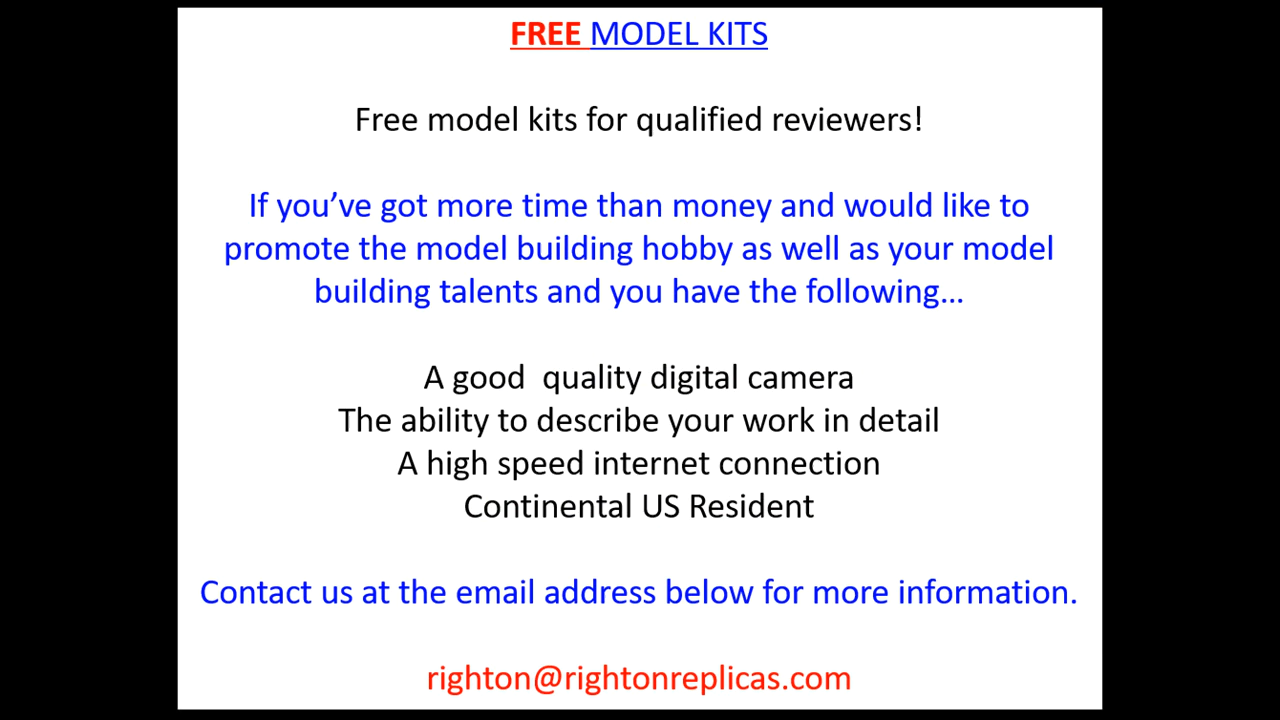 FREE MODEL KITS
Free model kits for qualified reviewers!
If you’ve got more time than money and would like to
promote the model building hobby as well as your model
building talents and you have the following…
A good  quality digital camera
The ability to describe your work in detail
A high speed internet connection
Continental US Resident
Contact us at the email address below for more information.
righton@rightonreplicas.com